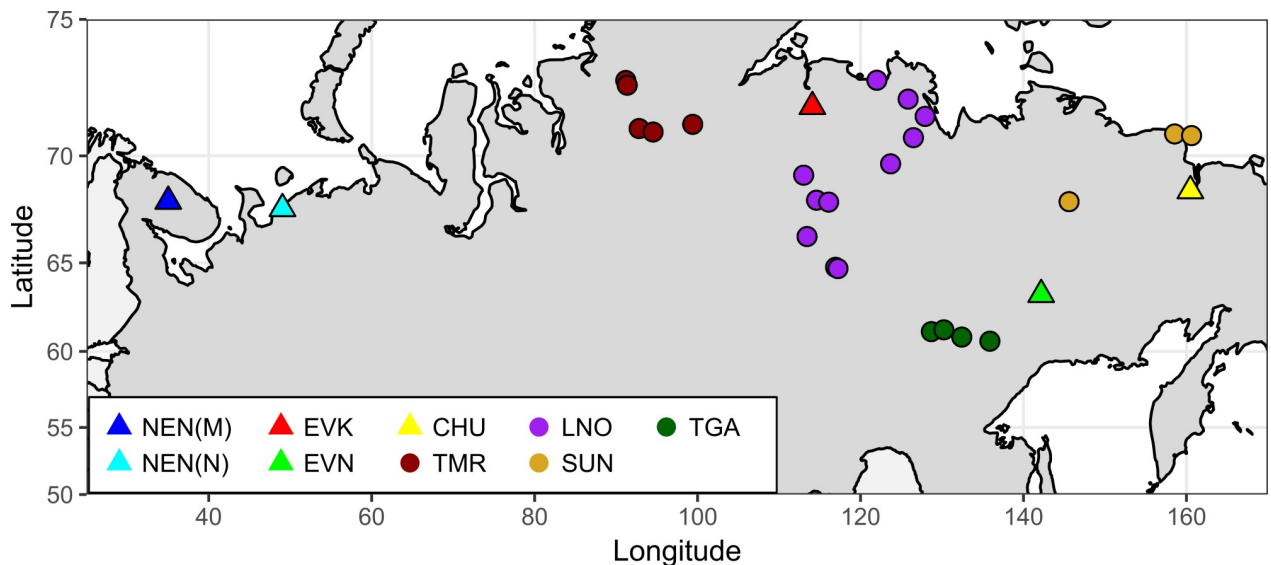 75
70
65
60
55
50
Latitude
NEN(M) EVK CHU LNO TGA
NEN(N) EVN TMR SUN
40 60 80 100 120 140 160
Longitude